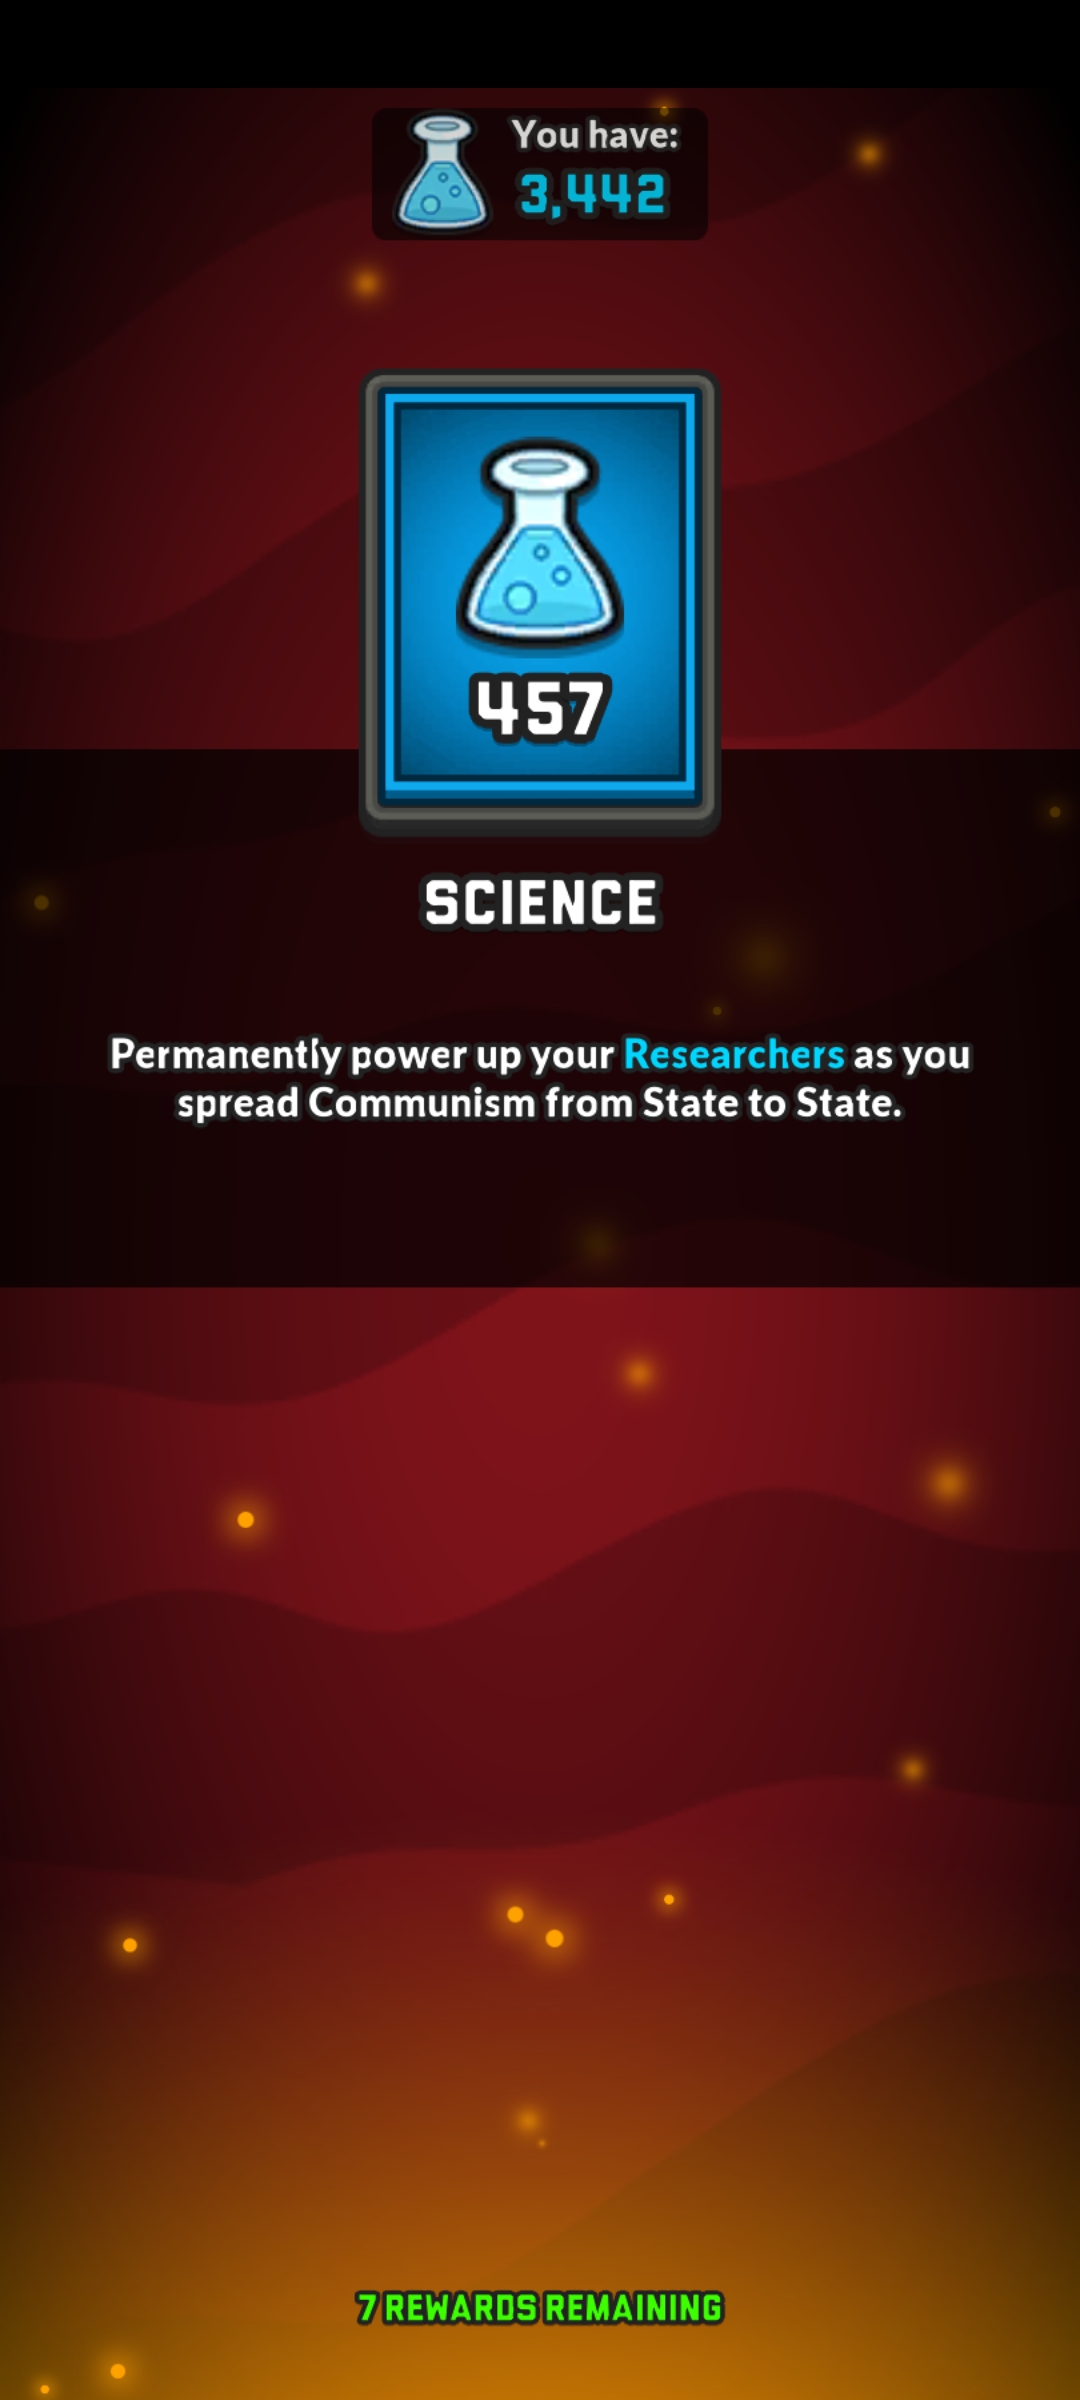 You have:
3,442
457
SCIENCE
Permanently power up your Researchers as you
spread Communism from State to State.
7 REWARDS REMAINING